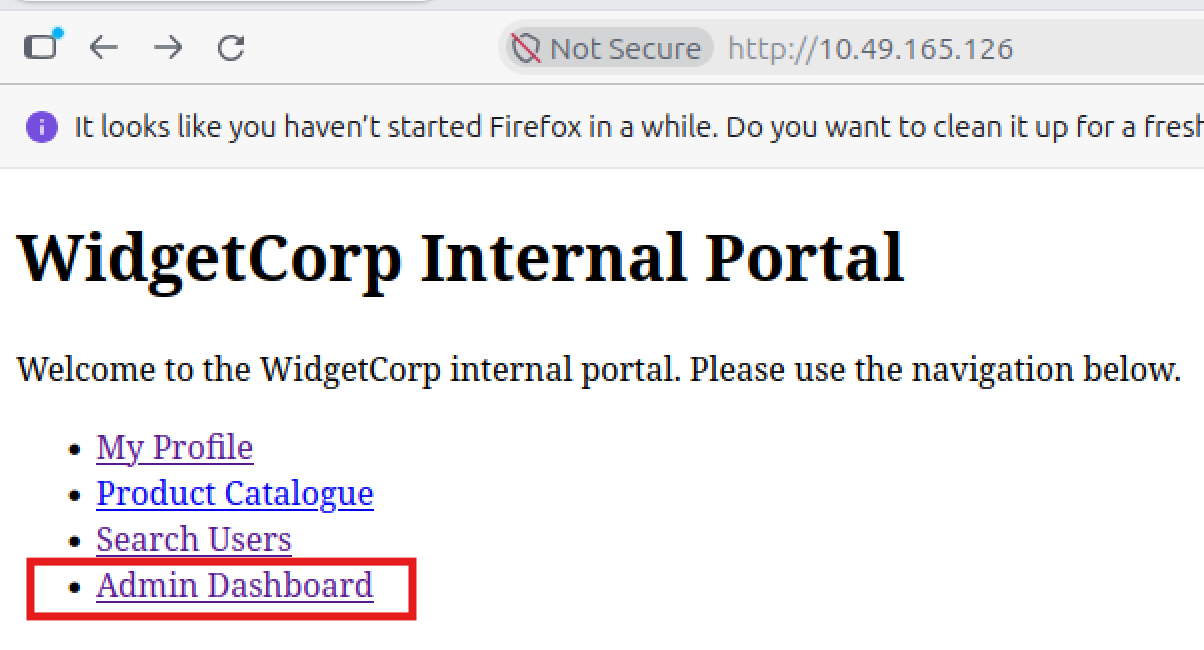 Not Secure http://10.49.165.126
It looks like you haven't started Firefox in a while. Do you want to clean it up for a fresh
WidgetCorp Internal Portal
Welcome to the WidgetCorp internal portal. Please use the navigation below.
• My Profile
• Product Catalogue
• Search Users
• Admin Dashboard